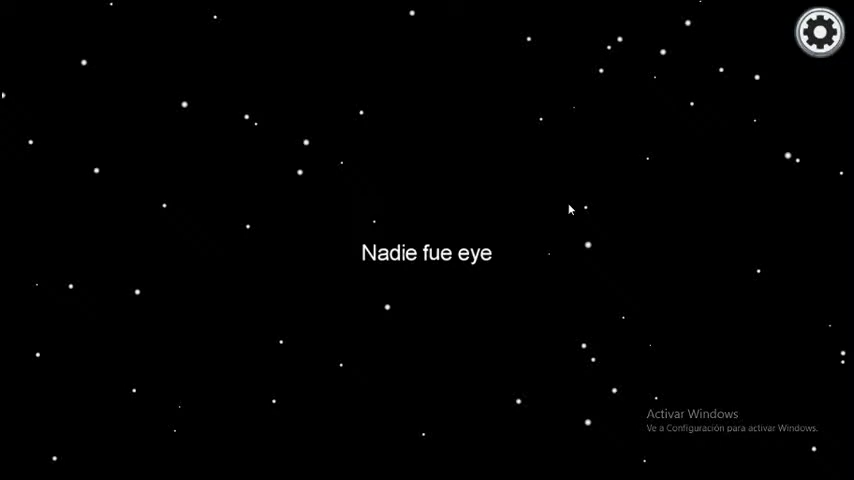 Nadie fue eye
Activar Windows
Ve a Configuración para activar Windows.